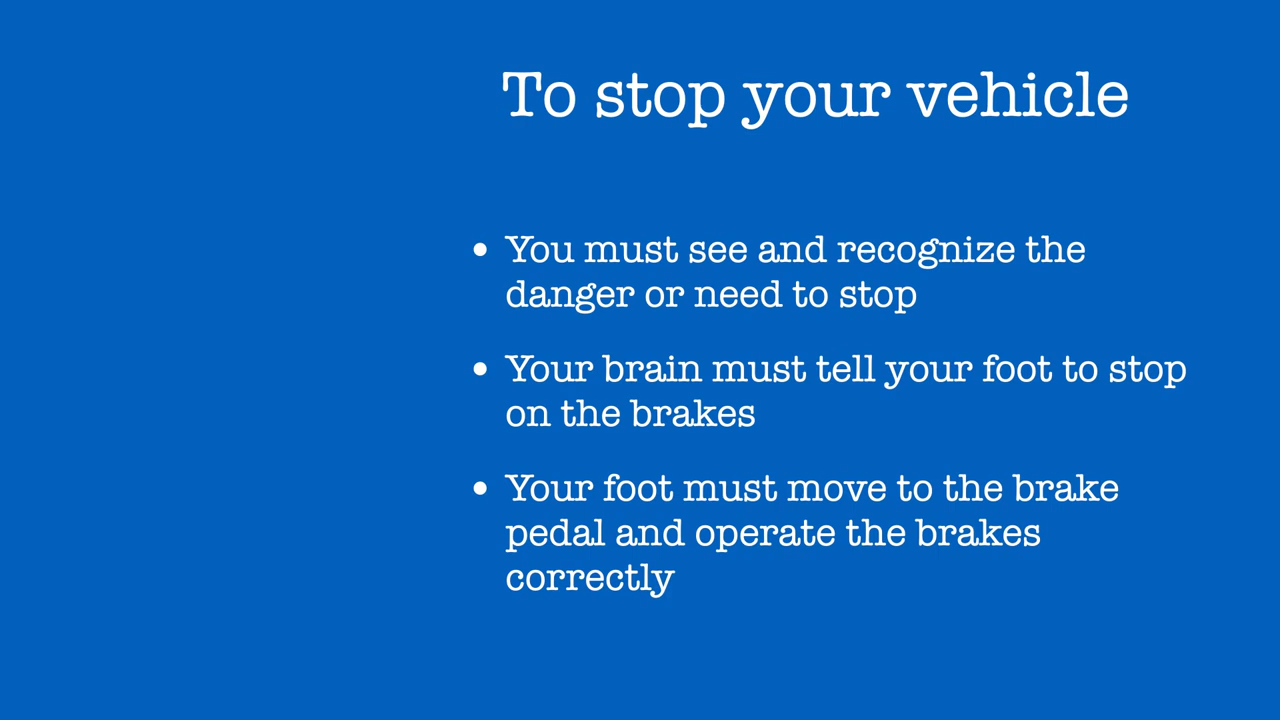 To stop your vehicle
• You must see and recognize the
danger or need to stop
• Your brain must tell your foot to stop
on the brakes
• Your foot must move to the brake
pedal and operate the brakes
correctly